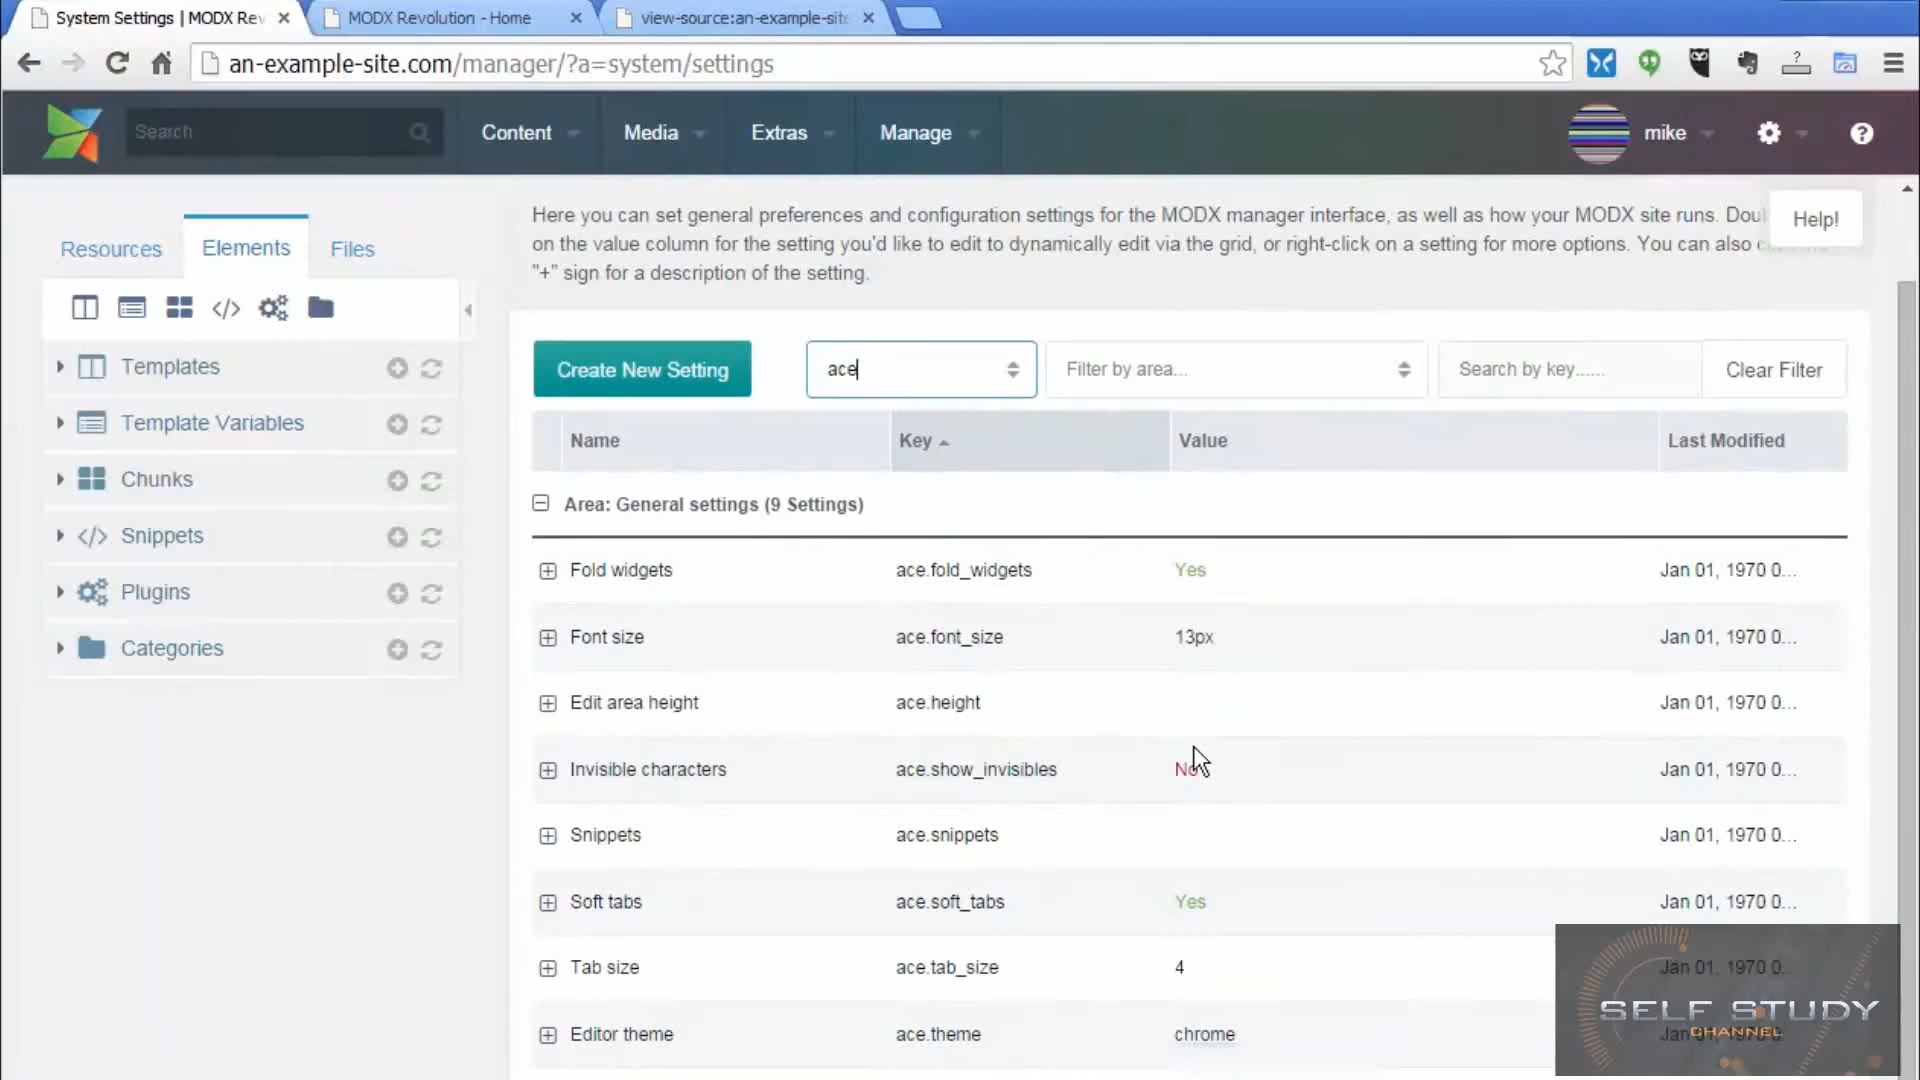 System Settings | MODX Rev
MODX Revolution - Home
view-source:an-example-sit
an-example-site.com/manager/?a=system/settings
Search
Content
Media
Extras
Manage
mike
Help!
Resources
Elements
Files
Here you can set general preferences and configuration settings for the MODX manager interface, as well as how your MODX site runs. Dou
on the value column for the setting you'd like to edit to dynamically edit via the grid, or right-click on a setting for more options. You can also
"+" sign for a description of the setting.
Templates
Template Variables
Chunks
Snippets
Plugins
Categories
Create New Setting
ace
Filter by area...
Search by key......
Clear Filter
Name Key Value Last Modified
Area: General settings (9 Settings)
Fold widgets ace.fold_widgets Yes Jan 01, 1970 0...
Font size ace.font_size 13px Jan 01, 1970 0...
Edit area height ace.height Jan 01, 1970 0...
Invisible characters ace.show_invisibles No Jan 01, 1970 0...
Snippets ace.snippets Jan 01, 1970 0...
Soft tabs ace.soft_tabs Yes Jan 01, 1970 0...
Tab size ace.tab_size 4 Jan 01, 1970 0...
Editor theme ace.theme chrome
SELF STUDY
CHANNEL